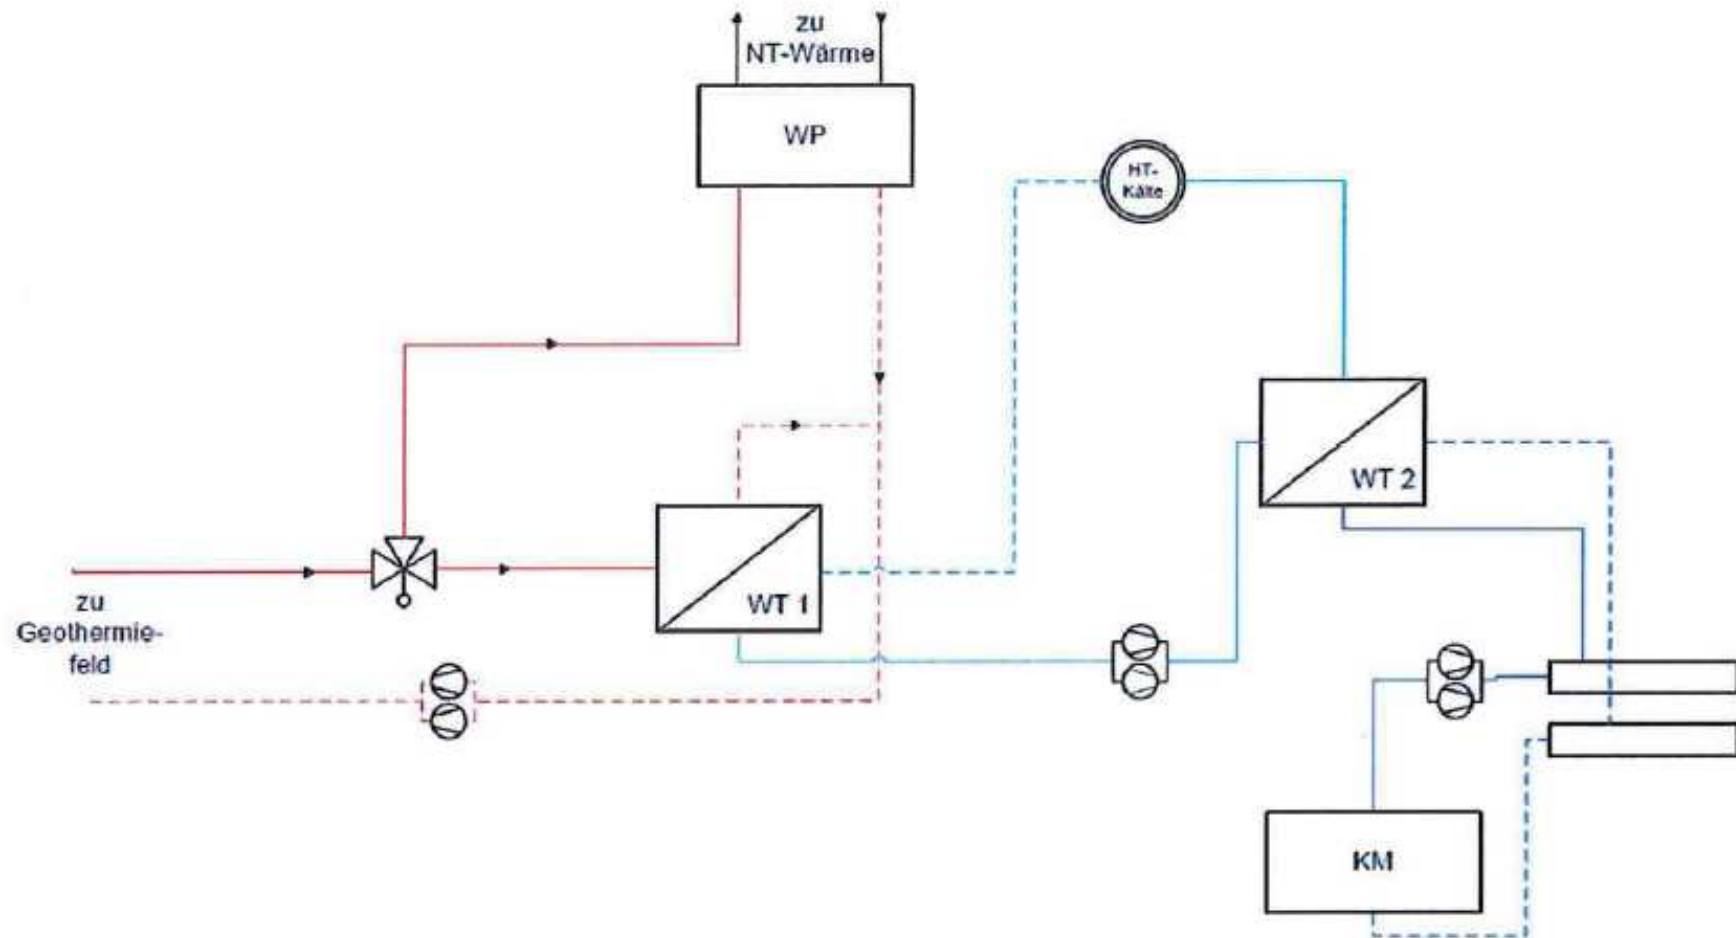 zu
NT-Wärme
WP
HT-
Kälte
WT 2
WT 1
zu
Geothermie-
feld
KM